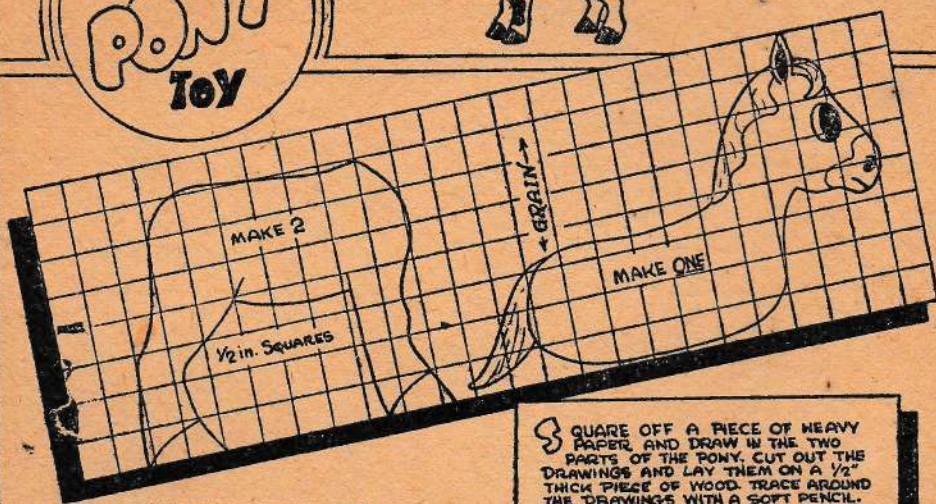 PONY
TOY
GRAIN
MAKE 2
MAKE ONE
1/2 in. SQUARES
SQUARE OFF A PIECE OF HEAVY
PAPER AND DRAW IN THE TWO
PARTS OF THE PONY. CUT OUT THE
DRAWINGS AND LAY THEM ON A 1/2"
THICK PIECE OF WOOD. TRACE AROUND
THE DRAWINGS WITH A SOFT PENCIL.